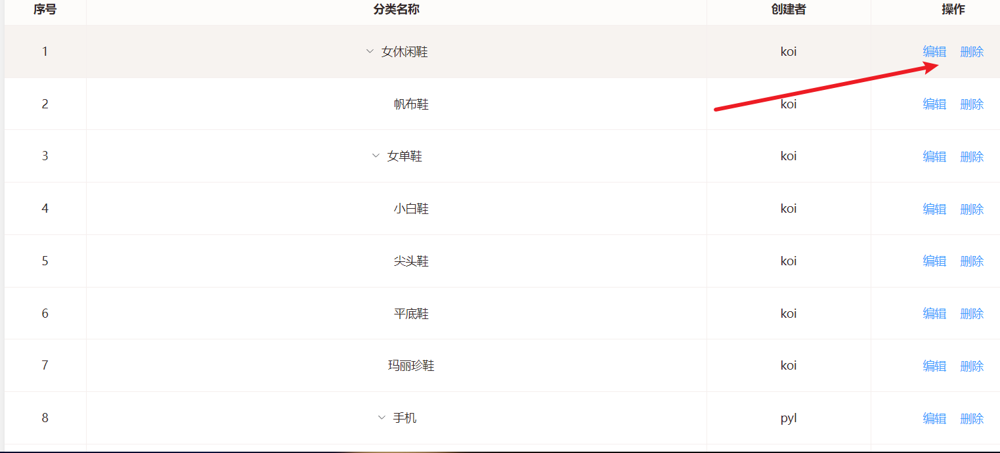 序号 分类名称 创建者 操作
1 女休闲鞋 koi 编辑 删除
2 帆布鞋 koi 编辑 删除
3 女单鞋 koi 编辑 删除
4 小白鞋 koi 编辑 删除
5 尖头鞋 koi 编辑 删除
6 平底鞋 koi 编辑 删除
7 玛丽珍鞋 koi 编辑 删除
8 手机 pyl 编辑 删除